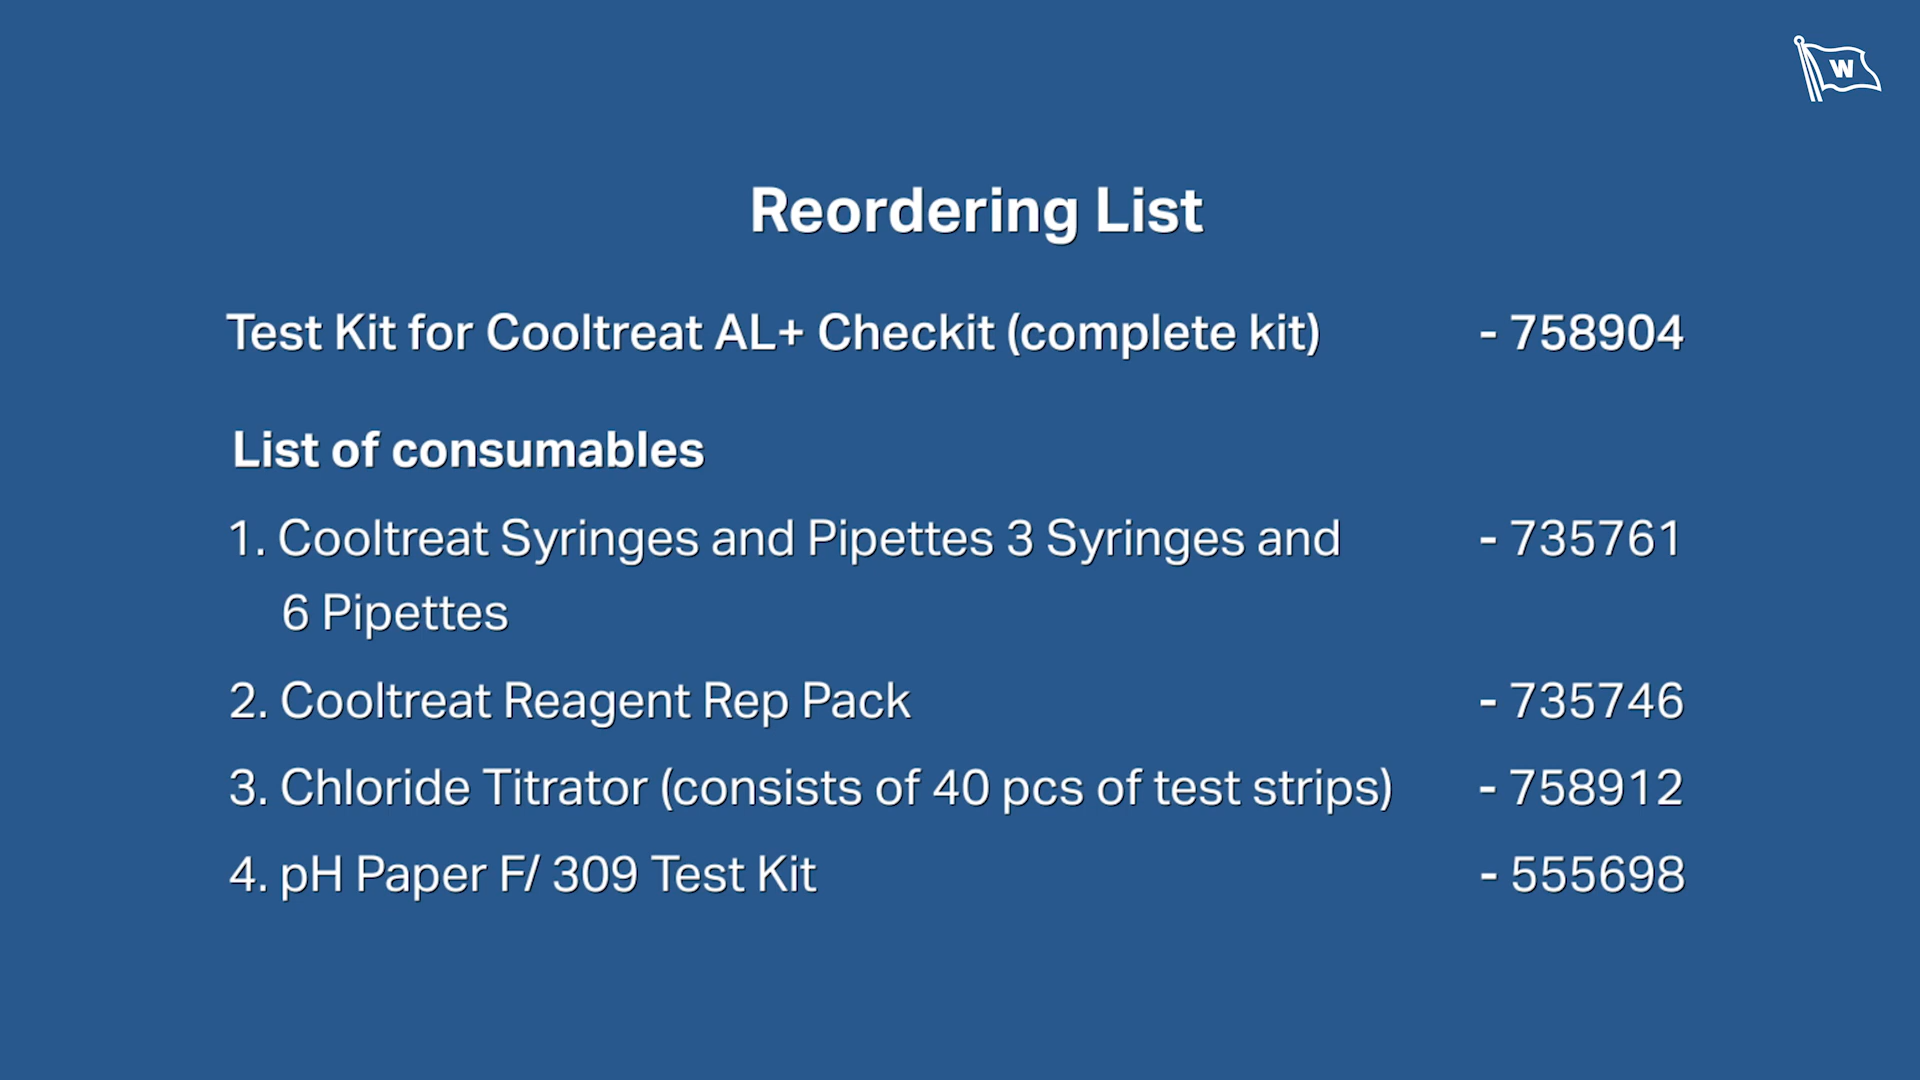 W
Reordering List
Test Kit for Cooltreat AL+ Checkit (complete kit) - 758904
List of consumables
1. Cooltreat Syringes and Pipettes 3 Syringes and - 735761
6 Pipettes
2. Cooltreat Reagent Rep Pack - 735746
3. Chloride Titrator (consists of 40 pcs of test strips) - 758912
4. pH Paper F/ 309 Test Kit - 555698